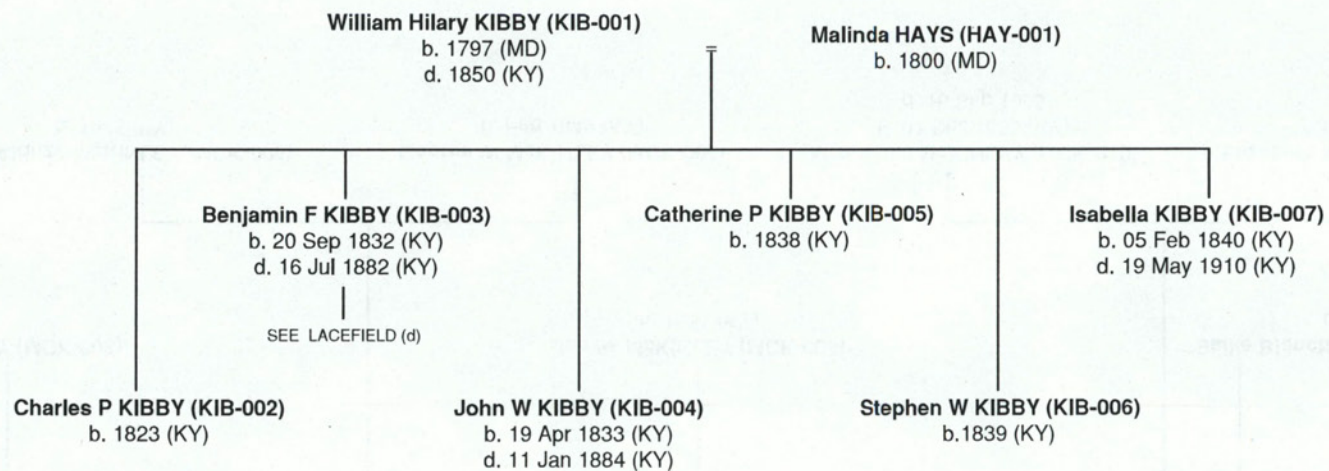 William Hilary KIBBY (KIB-001)
b. 1797 (MD)
d. 1850 (KY)
=
Malinda HAYS (HAY-001)
b. 1800 (MD)
Benjamin F KIBBY (KIB-003)
b. 20 Sep 1832 (KY)
d. 16 Jul 1882 (KY)
SEE LACEFIELD (d)
Catherine P KIBBY (KIB-005)
b. 1838 (KY)
Isabella KIBBY (KIB-007)
b. 05 Feb 1840 (KY)
d. 19 May 1910 (KY)
Charles P KIBBY (KIB-002)
b. 1823 (KY)
John W KIBBY (KIB-004)
b. 19 Apr 1833 (KY)
d. 11 Jan 1884 (KY)
Stephen W KIBBY (KIB-006)
b.1839 (KY)